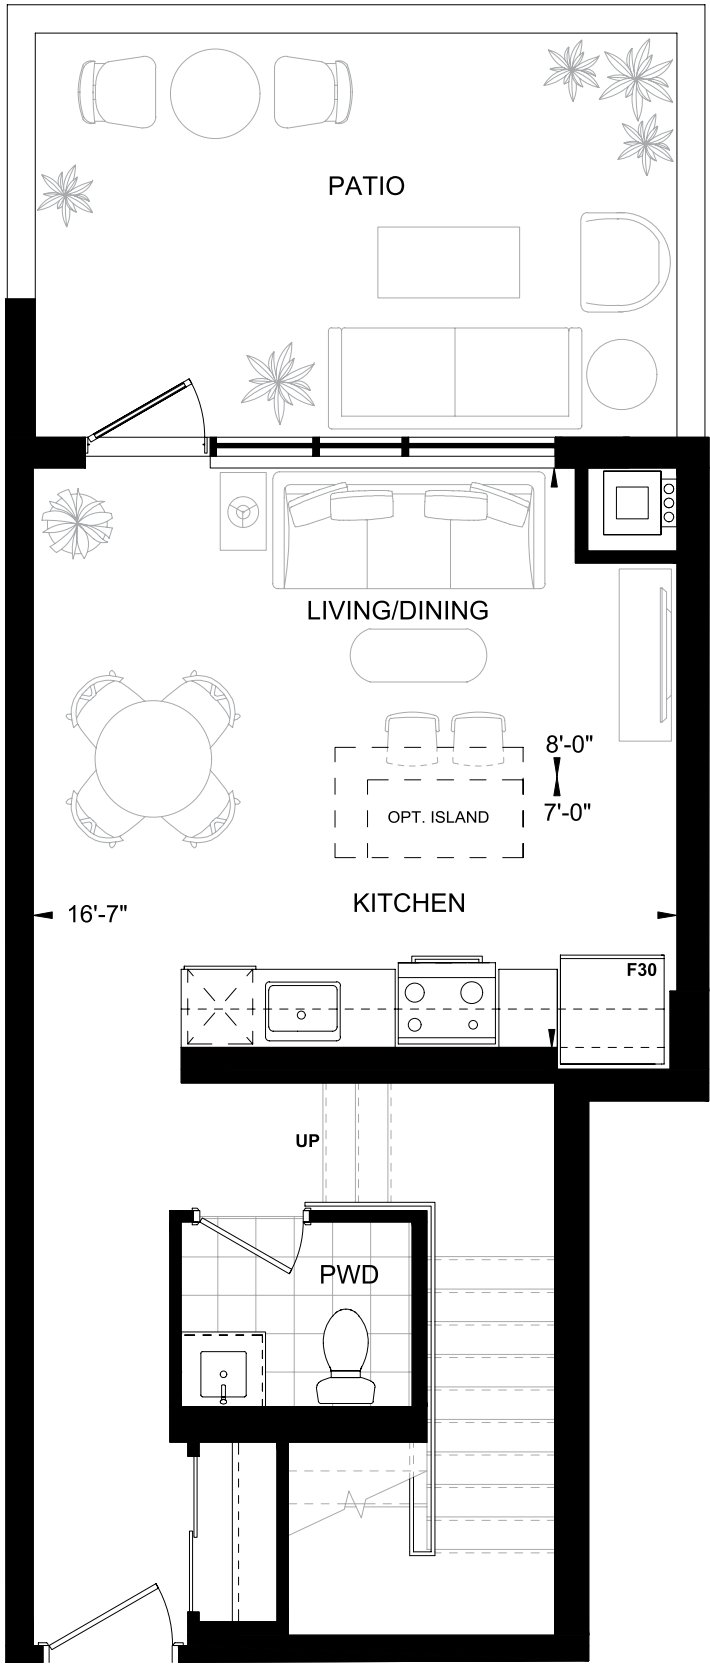 PATIO
LIVING/DINING
8'-0"
7'-0"
OPT. ISLAND
KITCHEN
16'-7"
F30
UP
PWD